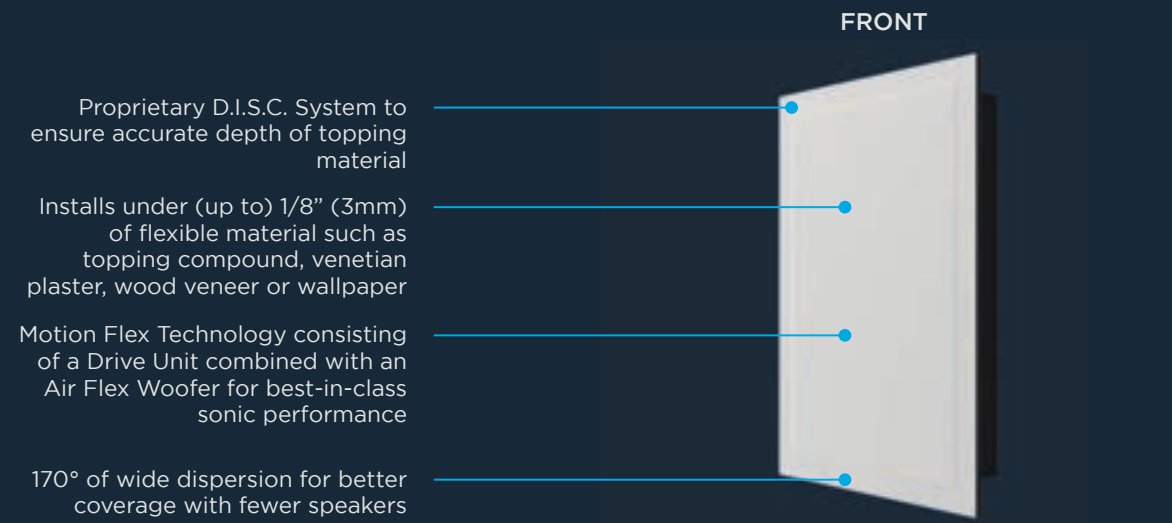 FRONT
Proprietary D.I.S.C. System to
ensure accurate depth of topping
material
Installs under (up to) 1/8” (3mm)
of flexible material such as
topping compound, venetian
plaster, wood veneer or wallpaper
Motion Flex Technology consisting
of a Drive Unit combined with an
Air Flex Woofer for best-in-class
sonic performance
170° of wide dispersion for better
coverage with fewer speakers